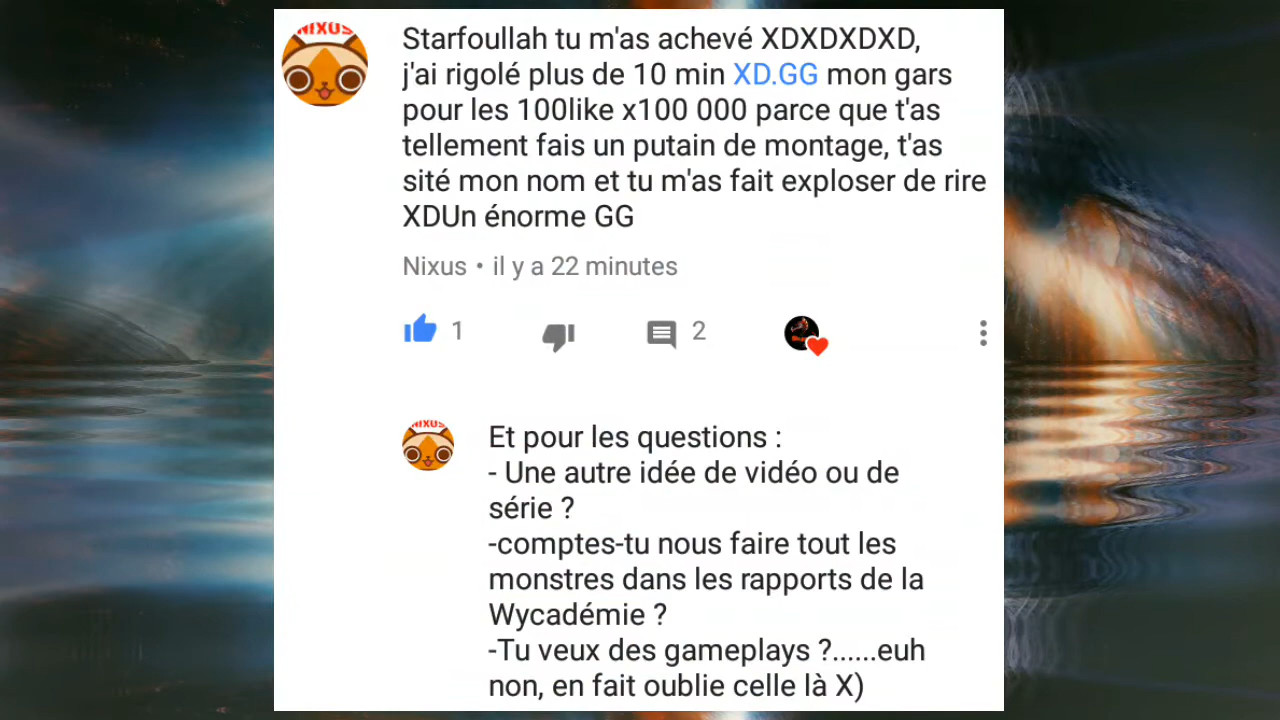 NIXUS
Starfoullah tu m'as achevé XDXDXDXD,
j'ai rigolé plus de 10 min XD.GG mon gars
pour les 100like x100 000 parce que t'as
tellement fais un putain de montage, t'as
sité mon nom et tu m'as fait exploser de rire
XDUn énorme GG
Nixus • il y a 22 minutes
1 2
NIXUS
Et pour les questions :
- Une autre idée de vidéo ou de
série ?
-comptes-tu nous faire tout les
monstres dans les rapports de la
Wycadémie ?
-Tu veux des gameplays ?......euh
non, en fait oublie celle là X)